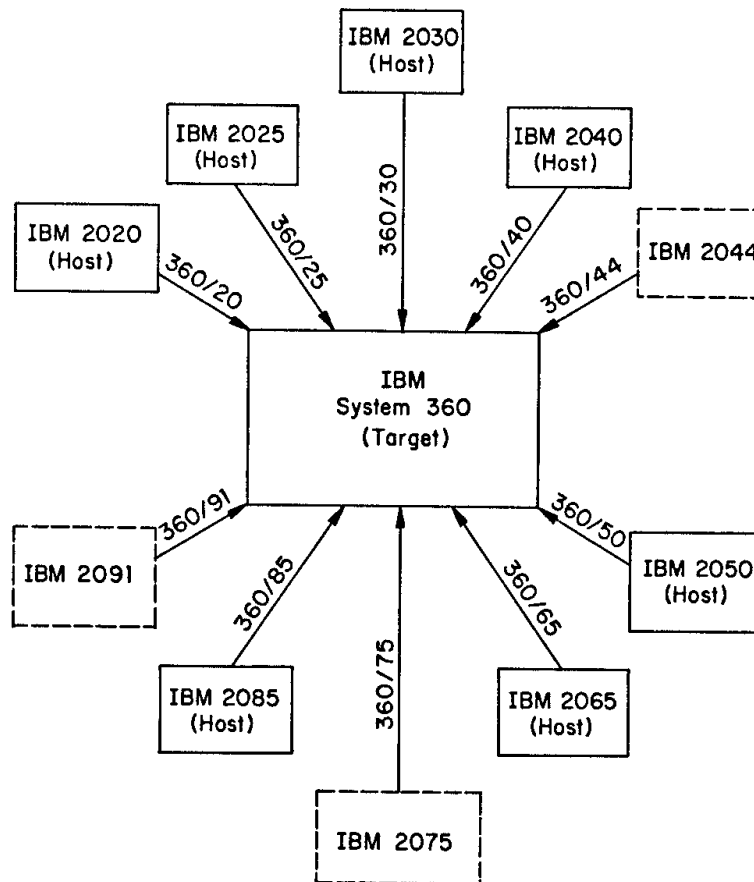 IBM 2030
(Host)
IBM 2025
(Host)
IBM 2040
(Host)
IBM 2020
(Host)
IBM 2044
360/20
360/25
360/30
360/40
360/44
IBM
System 360
(Target)
360/91
360/85
360/75
360/65
360/50
IBM 2091
IBM 2050
(Host)
IBM 2085
(Host)
IBM 2065
(Host)
IBM 2075